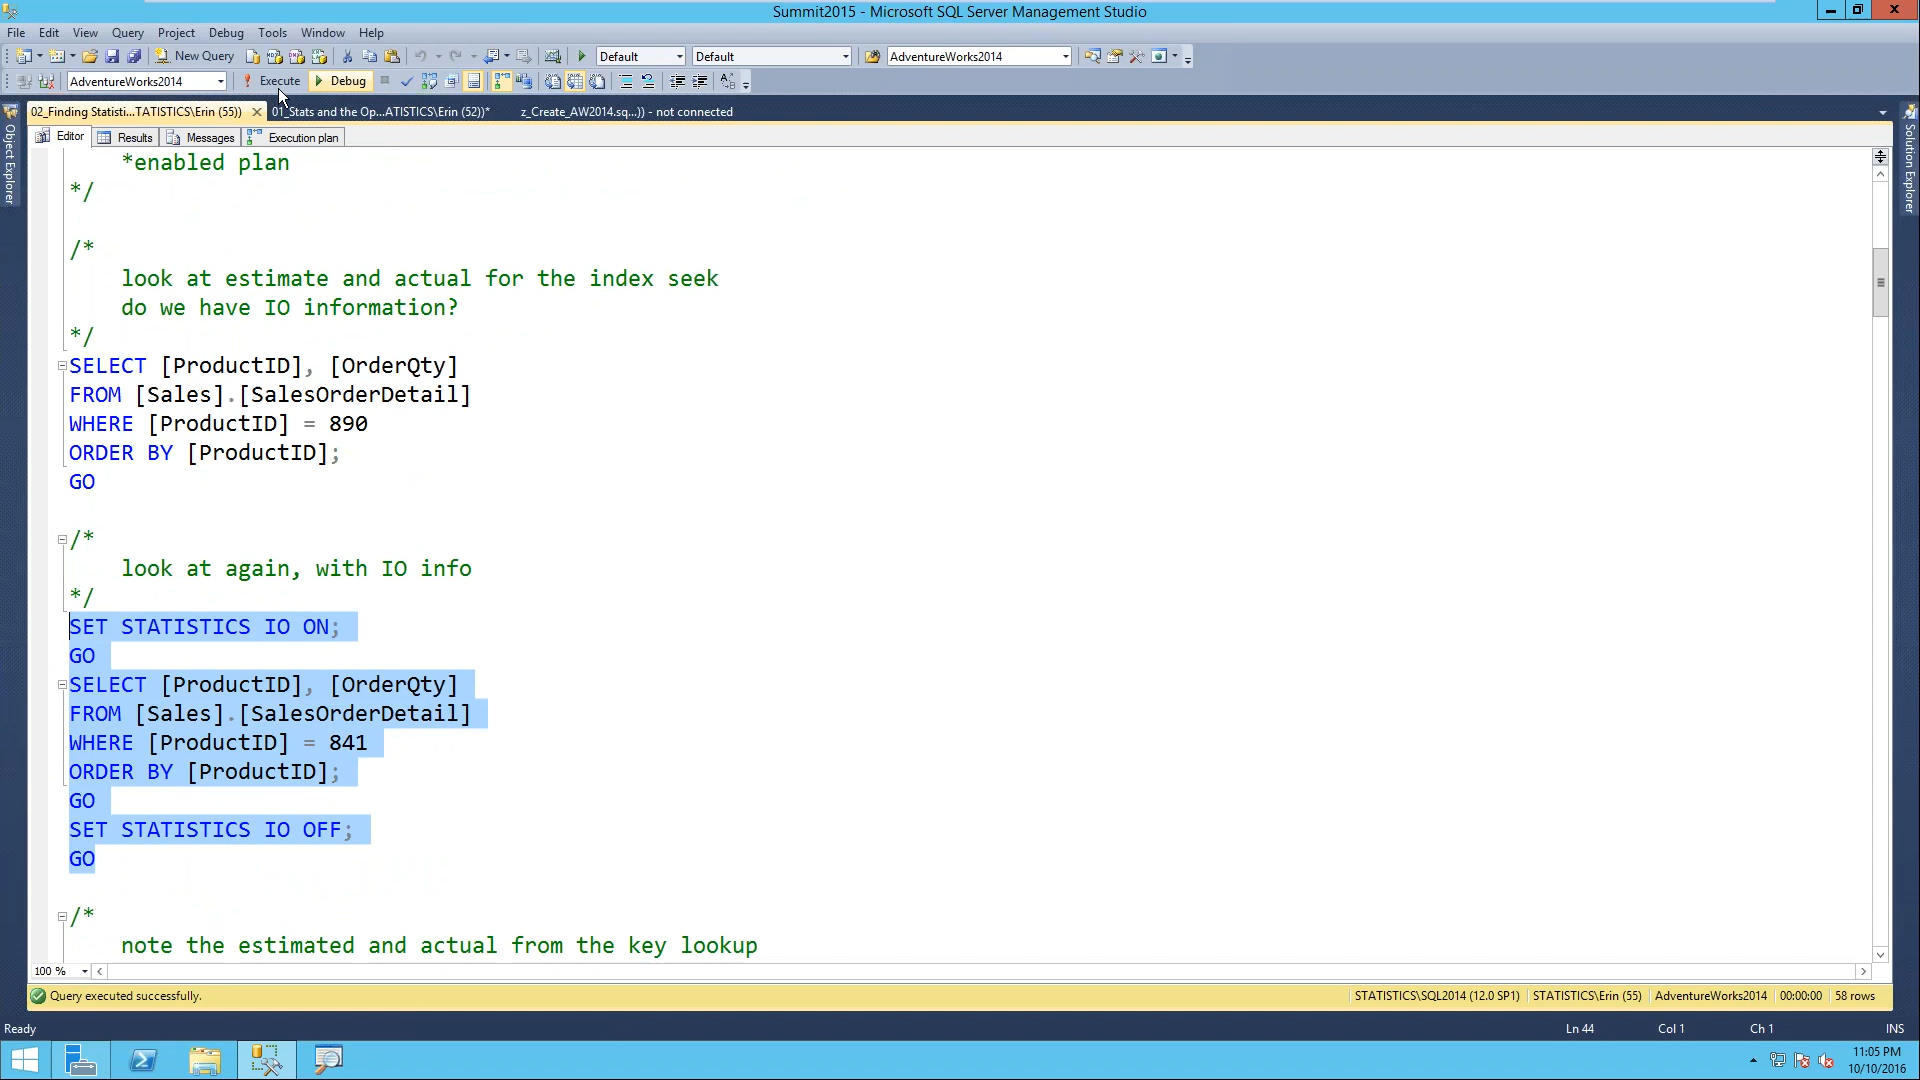 Summit2015 - Microsoft SQL Server Management Studio
File Edit View Query Project Debug Tools Window Help
New Query Default Default AdventureWorks2014
AdventureWorks2014 Execute Debug
02_Finding Statisti...TATISTICS\Erin (55)) 01_Stats and the Op...ATISTICS\Erin (52))* z_Create_AW2014.sq...)) - not connected
Editor Results Messages Execution plan
Object Explorer
Solution Explorer
*enabled plan
*/
/*
look at estimate and actual for the index seek
do we have IO information?
*/
SELECT [ProductID], [OrderQty]
FROM [Sales].[SalesOrderDetail]
WHERE [ProductID] = 890
ORDER BY [ProductID];
GO
/*
look at again, with IO info
*/
SET STATISTICS IO ON;
GO
SELECT [ProductID], [OrderQty]
FROM [Sales].[SalesOrderDetail]
WHERE [ProductID] = 841
ORDER BY [ProductID];
GO
SET STATISTICS IO OFF;
GO
/*
note the estimated and actual from the key lookup
100 %
Query executed successfully. STATISTICS\SQL2014 (12.0 SP1) STATISTICS\Erin (55) AdventureWorks2014 00:00:00 58 rows
Ready Ln 44 Col 1 Ch 1 INS
11:05 PM
10/10/2016